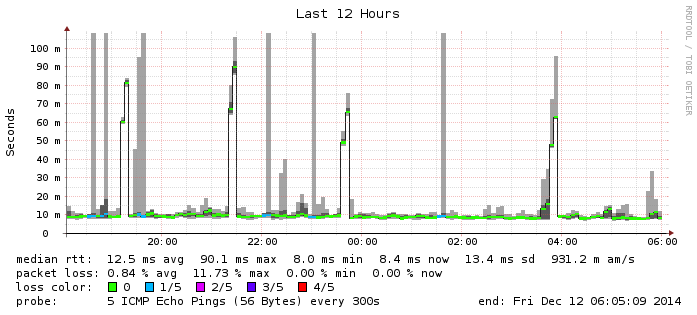 Last 12 Hours
RRDTOOL / TOBI OETIKER
Seconds
100 m
90 m
80 m
70 m
60 m
50 m
40 m
30 m
20 m
10 m
0
20:00 22:00 00:00 02:00 04:00 06:00
median rtt: 12.5 ms avg 90.1 ms max 8.0 ms min 8.4 ms now 13.4 ms sd 931.2 m am/s
packet loss: 0.84 % avg 11.73 % max 0.00 % min 0.00 % now
loss color: 0 1/5 2/5 3/5 4/5
probe: 5 ICMP Echo Pings (56 Bytes) every 300s end: Fri Dec 12 06:05:09 2014